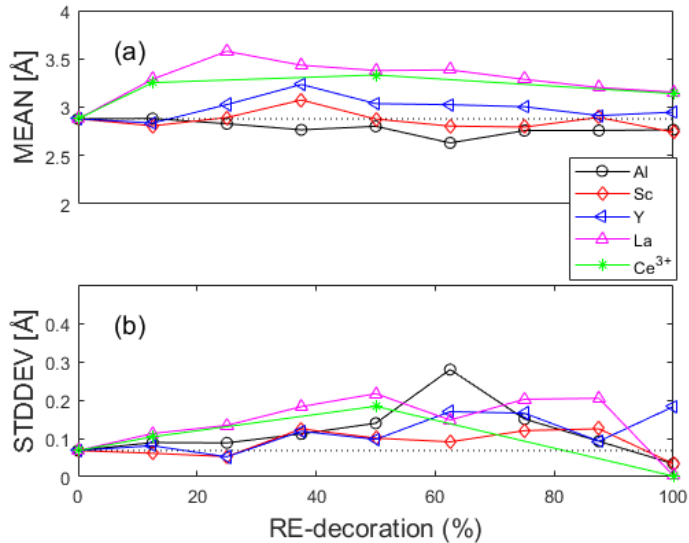 4
3.5
3
2.5
2
MEAN [Å]
(a)
Al
Sc
Y
La
Ce3+
0.4
0.3
0.2
0.1
0
STDDEV [Å]
(b)
0 20 40 60 80 100
RE-decoration (%)